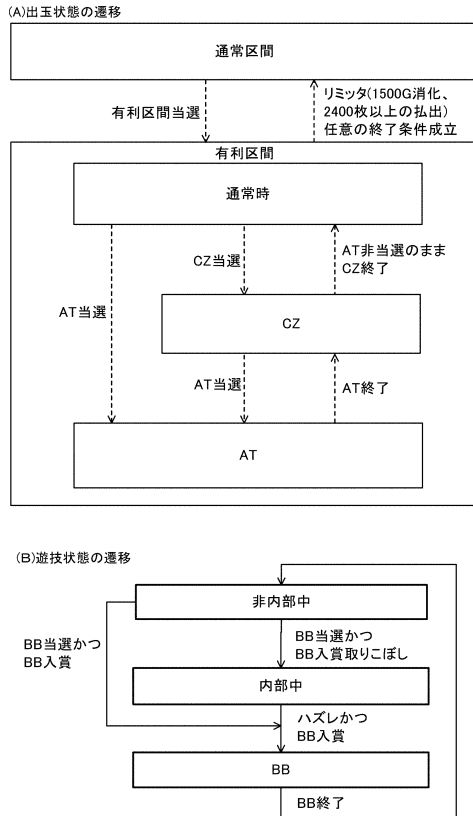 (A)出玉状態の遷移
通常区間
有利区間当選
リミッタ(1500G消化、
2400枚以上の払出)
任意の終了条件成立
有利区間
通常時
CZ当選
AT非当選のまま
CZ終了
AT当選
CZ
AT当選
AT終了
AT
(B)遊技状態の遷移
非内部中
BB当選かつ
BB入賞
BB当選かつ
BB入賞取りこぼし
内部中
ハズレかつ
BB入賞
BB
BB終了